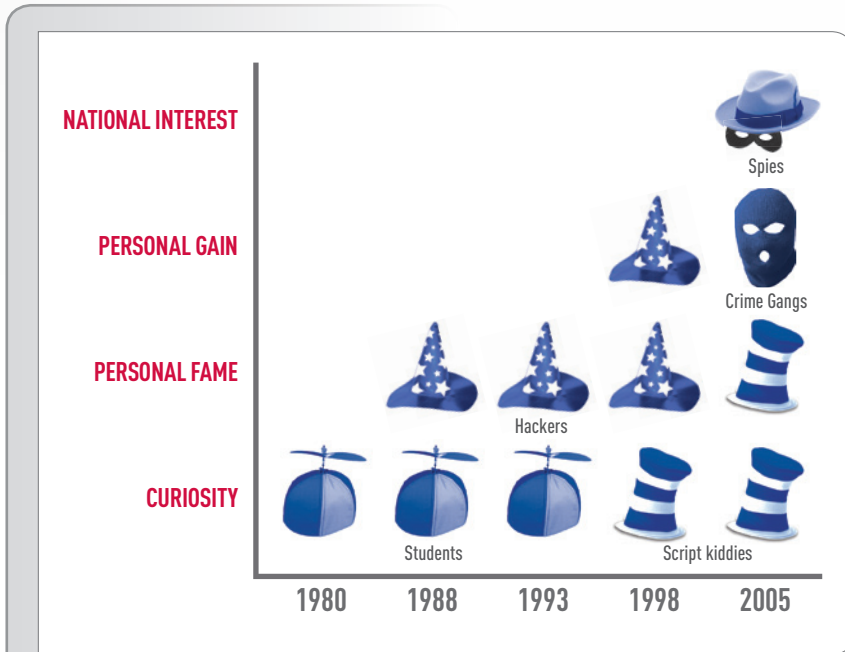 NATIONAL INTEREST
Spies
PERSONAL GAIN
Crime Gangs
PERSONAL FAME
Hackers
CURIOSITY
Students
Script kiddies
1980
1988
1993
1998
2005